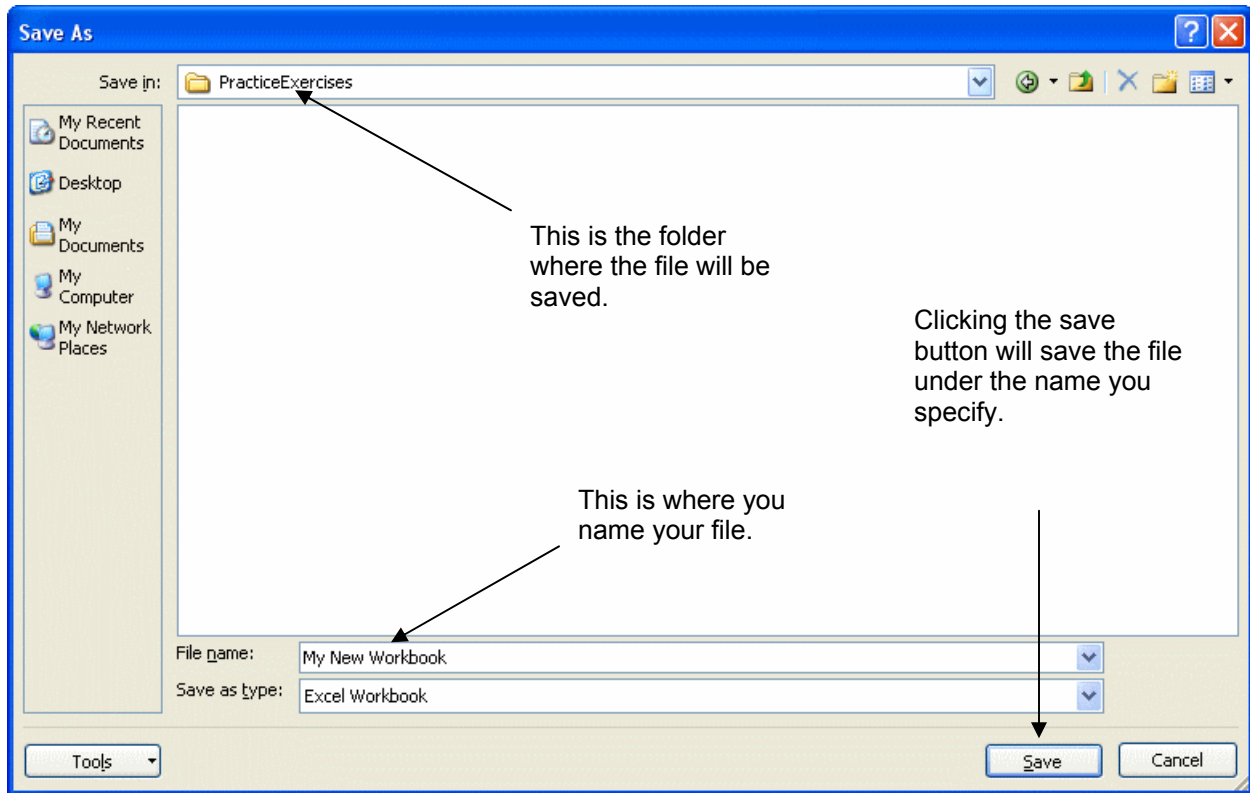 Save As
Save in:
PracticeExercises
My Recent
Documents
Desktop
My
Documents
My
Computer
My Network
Places
This is the folder
where the file will be
saved.
Clicking the save
button will save the file
under the name you
specify.
This is where you
name your file.
File name:
My New Workbook
Save as type:
Excel Workbook
Tools
Save
Cancel